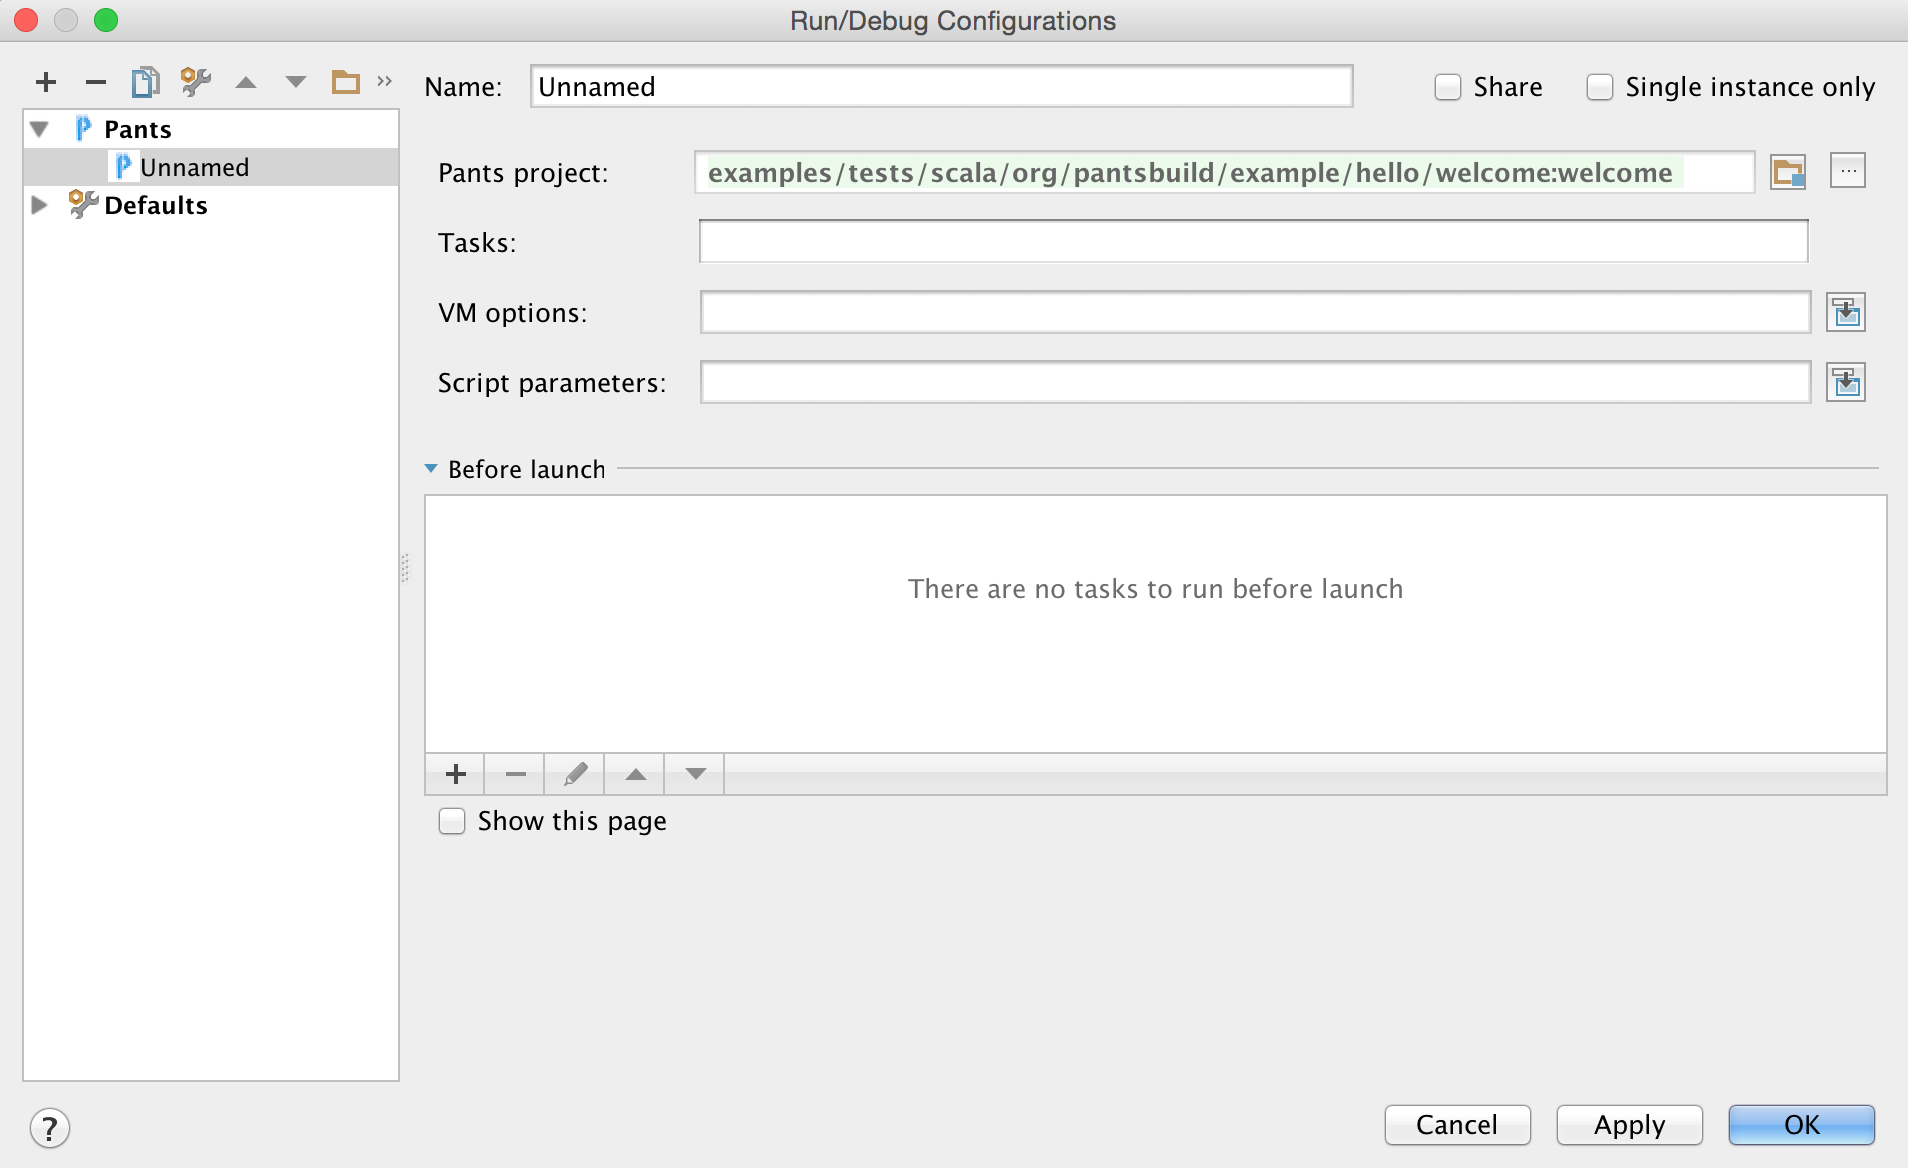 Run/Debug Configurations
Name: Unnamed Share Single instance only
Pants
Unnamed
Defaults
Pants project: examples/tests/scala/org/pantsbuild/example/hello/welcome:welcome ...
Tasks:
VM options:
Script parameters:
Before launch
There are no tasks to run before launch
Show this page
? Cancel Apply OK